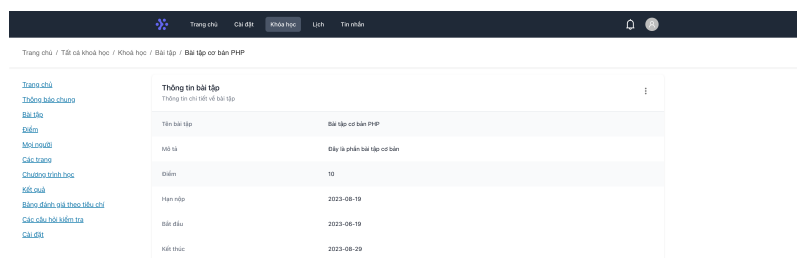 Trang chủ Cài đặt Khóa học Lịch Tin nhắn
Trang chủ / Tất cả khoá học / Khoá học / Bài tập / Bài tập cơ bản PHP
Trang chủ
Thông báo chung
Bài tập
Điểm
Mọi người
Các trang
Chương trình học
Kết quả
Bảng đánh giá theo tiêu chí
Các câu hỏi kiểm tra
Cài đặt
Thông tin bài tập
Thông tin chi tiết về bài tập
Tên bài tập Bài tập cơ bản PHP
Mô tả Đây là phần bài tập cơ bản
Điểm 10
Hạn nộp 2023-08-19
Bắt đầu 2023-06-19
Kết thúc 2023-08-29